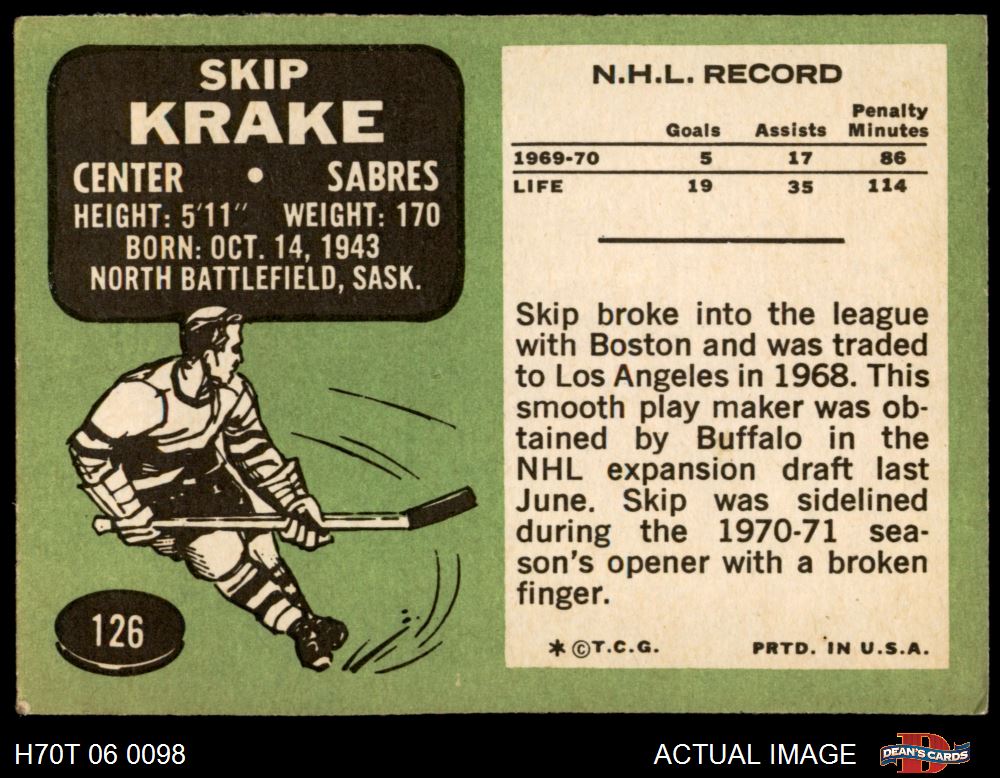 SKIP
KRAKE
CENTER • SABRES
HEIGHT: 5'11" WEIGHT: 170
BORN: OCT. 14, 1943
NORTH BATTLEFIELD, SASK.
126
N.H.L. RECORD
Goals Assists Penalty Minutes
1969-70 5 17 86
LIFE 19 35 114
Skip broke into the league
with Boston and was traded
to Los Angeles in 1968. This
smooth play maker was ob-
tained by Buffalo in the
NHL expansion draft last
June. Skip was sidelined
during the 1970-71 sea-
son's opener with a broken
finger.
* ©T.C.G. PRTD. IN U.S.A.
H70T 06 0098 ACTUAL IMAGE D DEAN'S CARDS